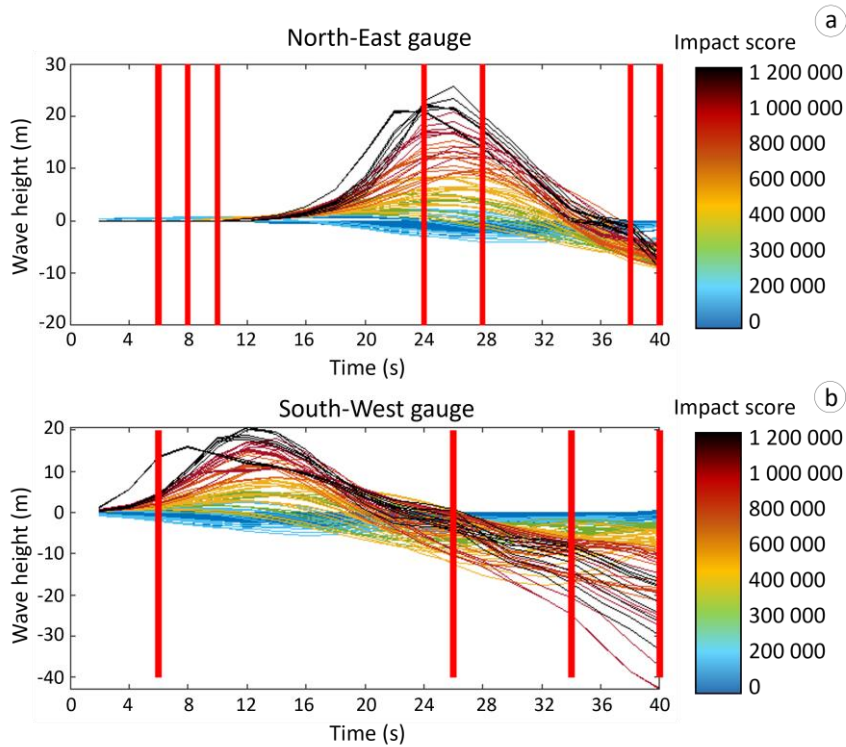 a
North-East gauge
Impact score
Wave height (m)
30
20
10
0
-10
-20
0 4 8 12 16 20 24 28 32 36 40
Time (s)
1 200 000
1 000 000
800 000
600 000
400 000
200 000
0
b
South-West gauge
Impact score
Wave height (m)
20
10
0
-10
-20
-30
-40
0 4 8 12 16 20 24 28 32 36 40
Time (s)
1 200 000
1 000 000
800 000
600 000
400 000
200 000
0